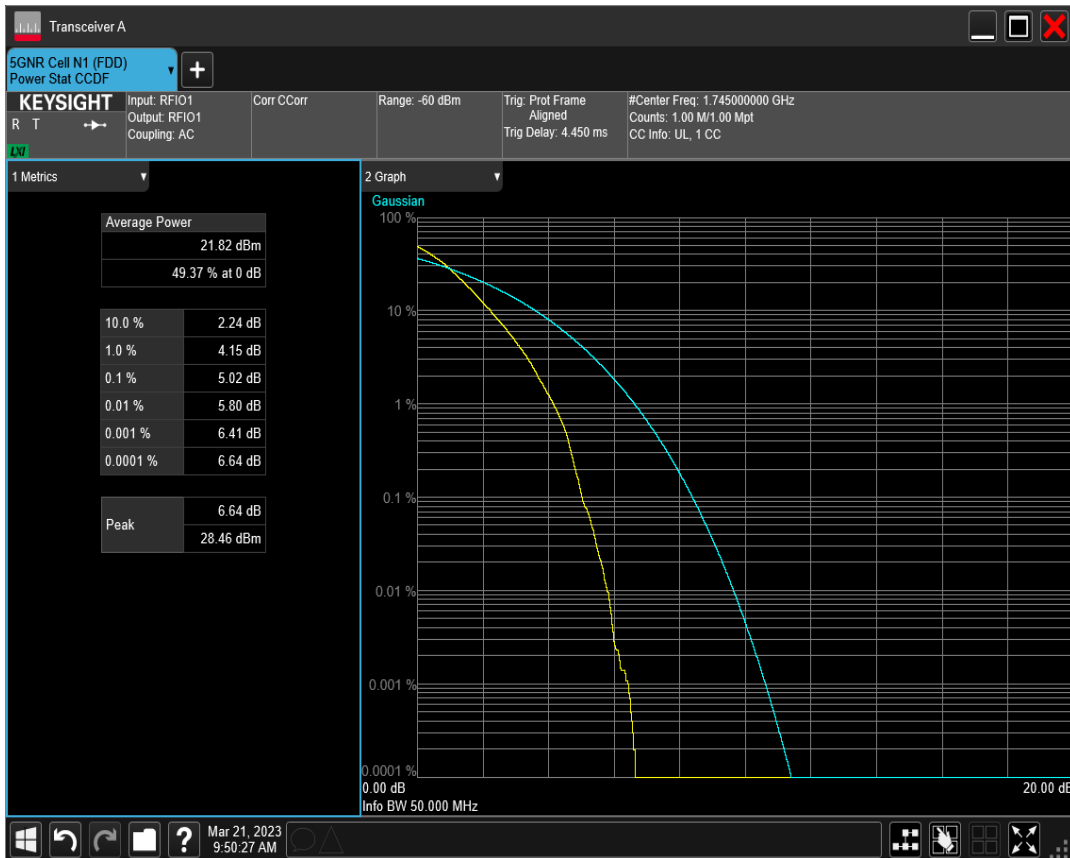 Transceiver A
5GNR Cell N1 (FDD)
Power Stat CCDF
+
KEYSIGHT
R T
LXI
Input: RFIO1
Output: RFIO1
Coupling: AC
Corr CCorr
Range: -60 dBm
Trig: Prot Frame
Aligned
Trig Delay: 4.450 ms
#Center Freq: 1.745000000 GHz
Counts: 1.00 M/1.00 Mpt
CC Info: UL, 1 CC
1 Metrics
Average Power
21.82 dBm
49.37 % at 0 dB
10.0 % 2.24 dB
1.0 % 4.15 dB
0.1 % 5.02 dB
0.01 % 5.80 dB
0.001 % 6.41 dB
0.0001 % 6.64 dB
Peak
6.64 dB
28.46 dBm
2 Graph
Gaussian
100 %
10 %
1 %
0.1 %
0.01 %
0.001 %
0.0001 %
0.00 dB 20.00 dB
Info BW 50.000 MHz
?
Mar 21, 2023
9:50:27 AM